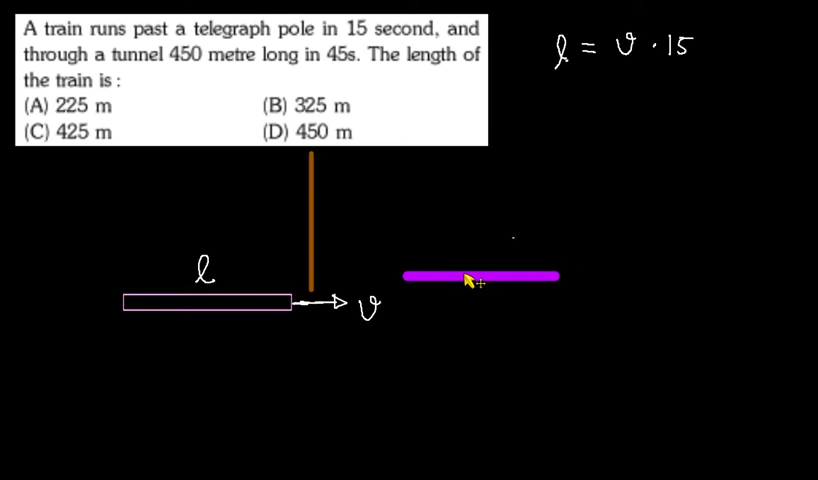 A train runs past a telegraph pole in 15 second, and
through a tunnel 450 metre long in 45s. The length of
the train is :
(A) 225 m (B) 325 m
(C) 425 m (D) 450 m
l = v · 15
l
v